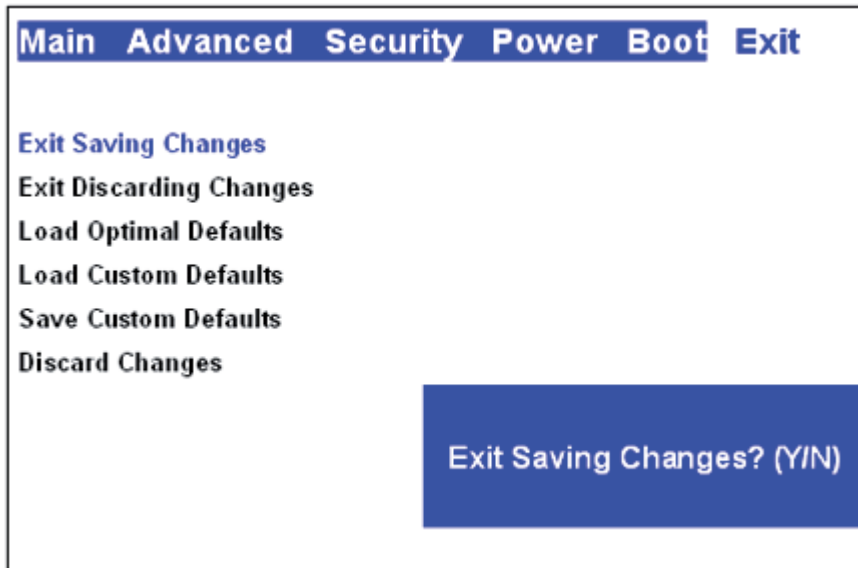 Main Advanced Security Power Boot Exit
Exit Saving Changes
Exit Discarding Changes
Load Optimal Defaults
Load Custom Defaults
Save Custom Defaults
Discard Changes
Exit Saving Changes? (Y/N)